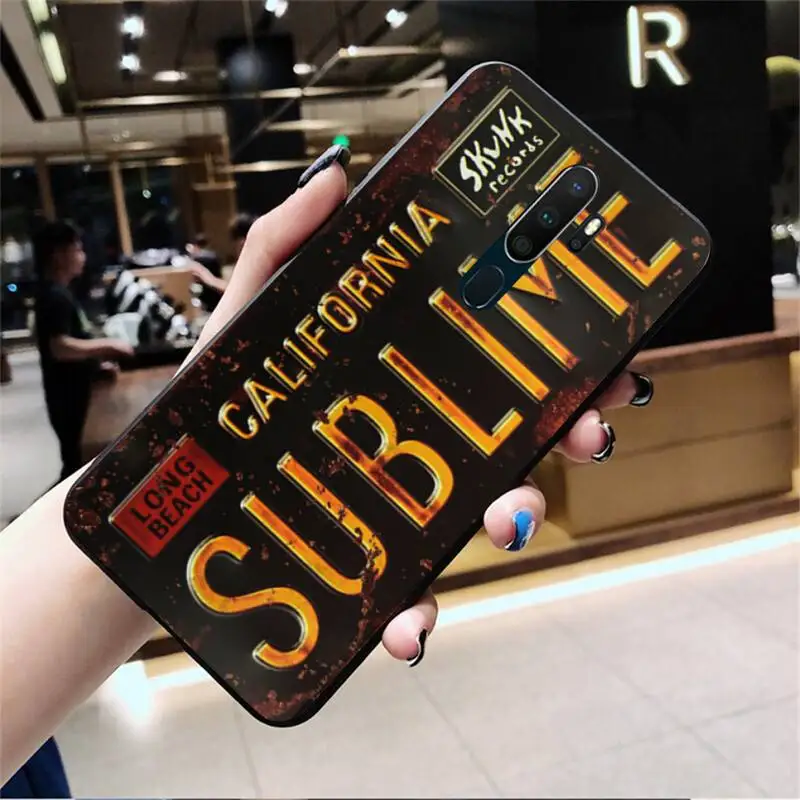 R
SKUNK
records
CALIFORNIA
LONG
BEACH
SUBLIME